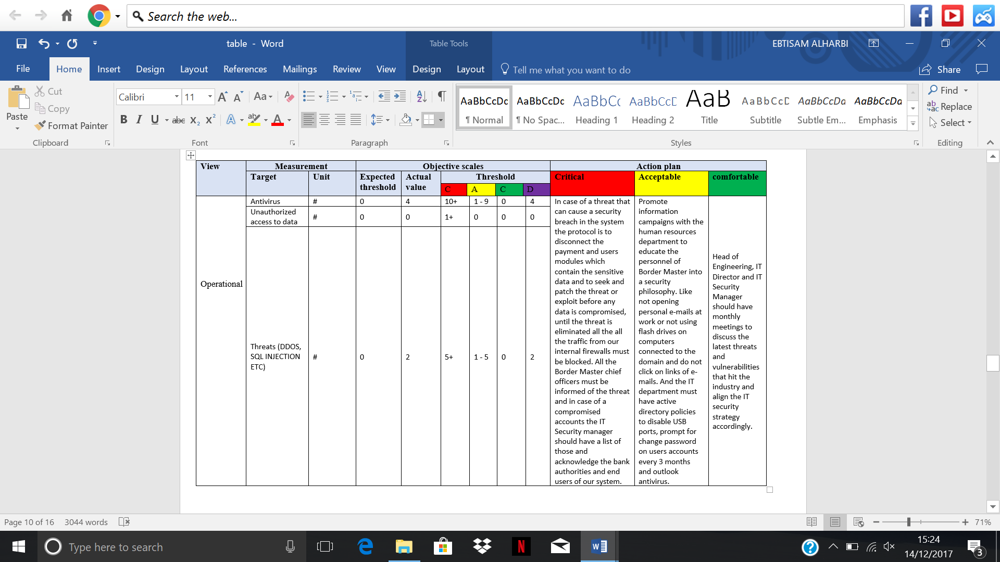 Search the web...
table - Word
Table Tools
EBTISAM ALHARBI
File
Home
Insert
Design
Layout
References
Mailings
Review
View
Design
Layout
Tell me what you want to do
Share
Paste
Cut
Copy
Format Painter
Clipboard
Calibri
11
Aa
B I U abc X2 X2 A ab A
Font
A Z
¶
Paragraph
AaBbCcDc
¶ Normal
AaBbCcDc
¶ No Spac...
AaBbCc
Heading 1
AaBbCcC
Heading 2
AaB
Title
AaBbCcD
Subtitle
AaBbCcDa
Subtle Em...
AaBbCcDa
Emphasis
Styles
Find
Replace
Select
Editing
View
Measurement
Objective scales
Action plan
Target
Unit
Expected
threshold
Actual
value
Threshold
C
A
C
D
Critical
Acceptable
comfortable
Operational
Antivirus
#
0
4
10+
1 - 9
0
4
Unauthorized
access to data
#
0
0
1+
0
0
0
Threats (DDOS,
SQL INJECTION
ETC)
#
0
2
5+
1 - 5
0
2
In case of a threat that
can cause a security
breach in the system
the protocol is to
disconnect the
payment and users
modules which
contain the sensitive
data and to seek and
patch the threat or
exploit before any
data is compromised,
until the threat is
eliminated all the all
the traffic from our
internal firewalls must
be blocked. All the
Border Master chief
officers must be
informed of the threat
and in case of a
compromised
accounts the IT
Security manager
should have a list of
those and
acknowledge the bank
authorities and end
users of our system.
Promote
information
campaigns with the
human resources
department to
educate the
personnel of
Border Master into
a security
philosophy. Like
not opening
personal e-mails at
work or not using
flash drives on
computers
connected to the
domain and do not
click on links of e-
mails. And the IT
department must
have active
directory policies
to disable USB
ports, prompt for
change password
on users accounts
every 3 months
and outlook
antivirus.
Head of
Engineering, IT
Director and IT
Security
Manager
should have
monthly
meetings to
discuss the
latest threats
and
vulnerabilities
that hit the
industry and
align the IT
security
strategy
accordingly.
Page 10 of 16
3044 words
71%
Type here to search
15:24
14/12/2017
3